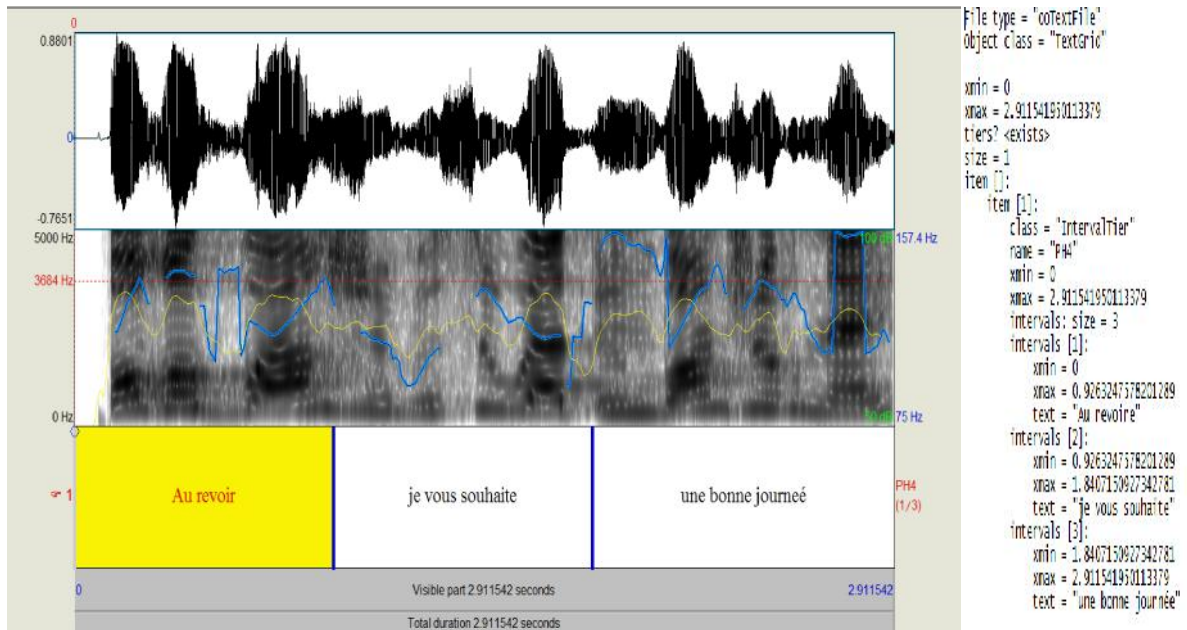 0
0.8801
0
-0.7651
5000 Hz
3684 Hz
0 Hz
100 dB 157.4 Hz
75 Hz
1
Au revoir
je vous souhaite
une bonne journeé
PH4
(1/3)
0
Visible part 2.911542 seconds
2.911542
Total duration 2.911542 seconds
File type = "ooTextFile"
Object class = "TextGrid"
xmin = 0
xmax = 2.911541950113379
tiers? <exists>
size = 1
item []:
item [1]:
class = "IntervalTier"
name = "PH4"
xmin = 0
xmax = 2.911541950113379
intervals: size = 3
intervals [1]:
xmin = 0
xmax = 0.9263247578201289
text = "Au revoire"
intervals [2]:
xmin = 0.9263247578201289
xmax = 1.8407150927342781
text = "je vous souhaite"
intervals [3]:
xmin = 1.8407150927342781
xmax = 2.911541950113379
text = "une bonne journée"